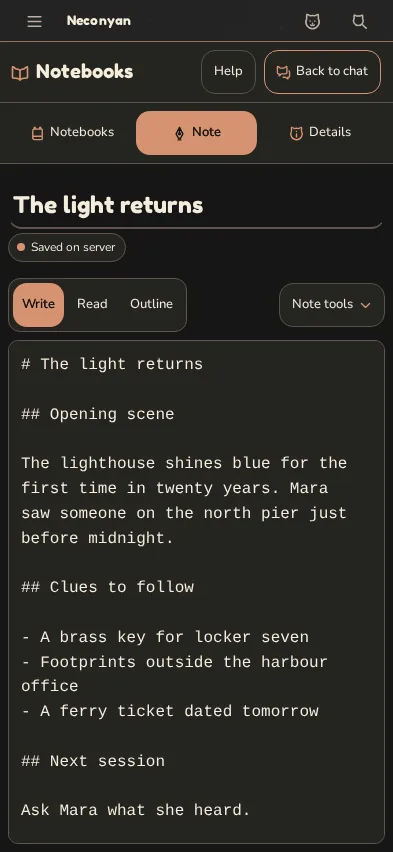 Neconyan
Notebooks
Help
Back to chat
Notebooks
Note
Details
The light returns
Saved on server
Write
Read
Outline
Note tools
# The light returns
## Opening scene
The lighthouse shines blue for the
first time in twenty years. Mara
saw someone on the north pier just
before midnight.
## Clues to follow
- A brass key for locker seven
- Footprints outside the harbour
office
- A ferry ticket dated tomorrow
## Next session
Ask Mara what she heard.